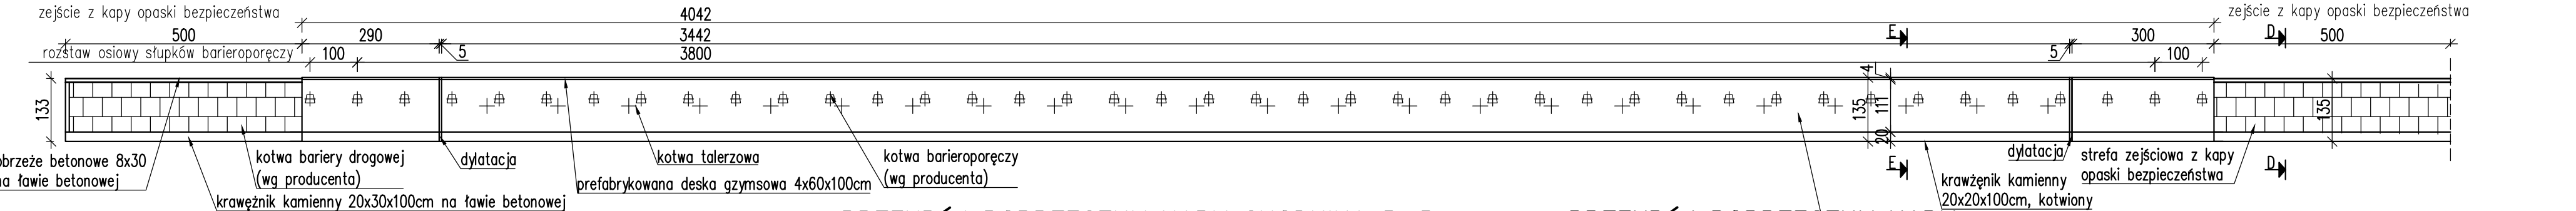 zejście z kapy opaski bezpieczeństwa
4042
zejście z kapy opaski bezpieczeństwa
500
290
5
3442
E
5
300
D
500
rozstaw osiowy słupków barieroporęczy
100
3800
4
100
133
135
111
20
135
obrzeże betonowe 8x30
na ławie betonowej
kotwa bariery drogowej
(wg producenta)
dylatacja
kotwa talerzowa
kotwa barieroporęczy
(wg producenta)
prefabrykowana deska gzymsowa 4x60x100cm
krawężnik kamienny 20x30x100cm na ławie betonowej
E
dylatacja
strefa zejściowa z kapy
opaski bezpieczeństwa
D
krawżęnik kamienny
20x20x100cm, kotwiony